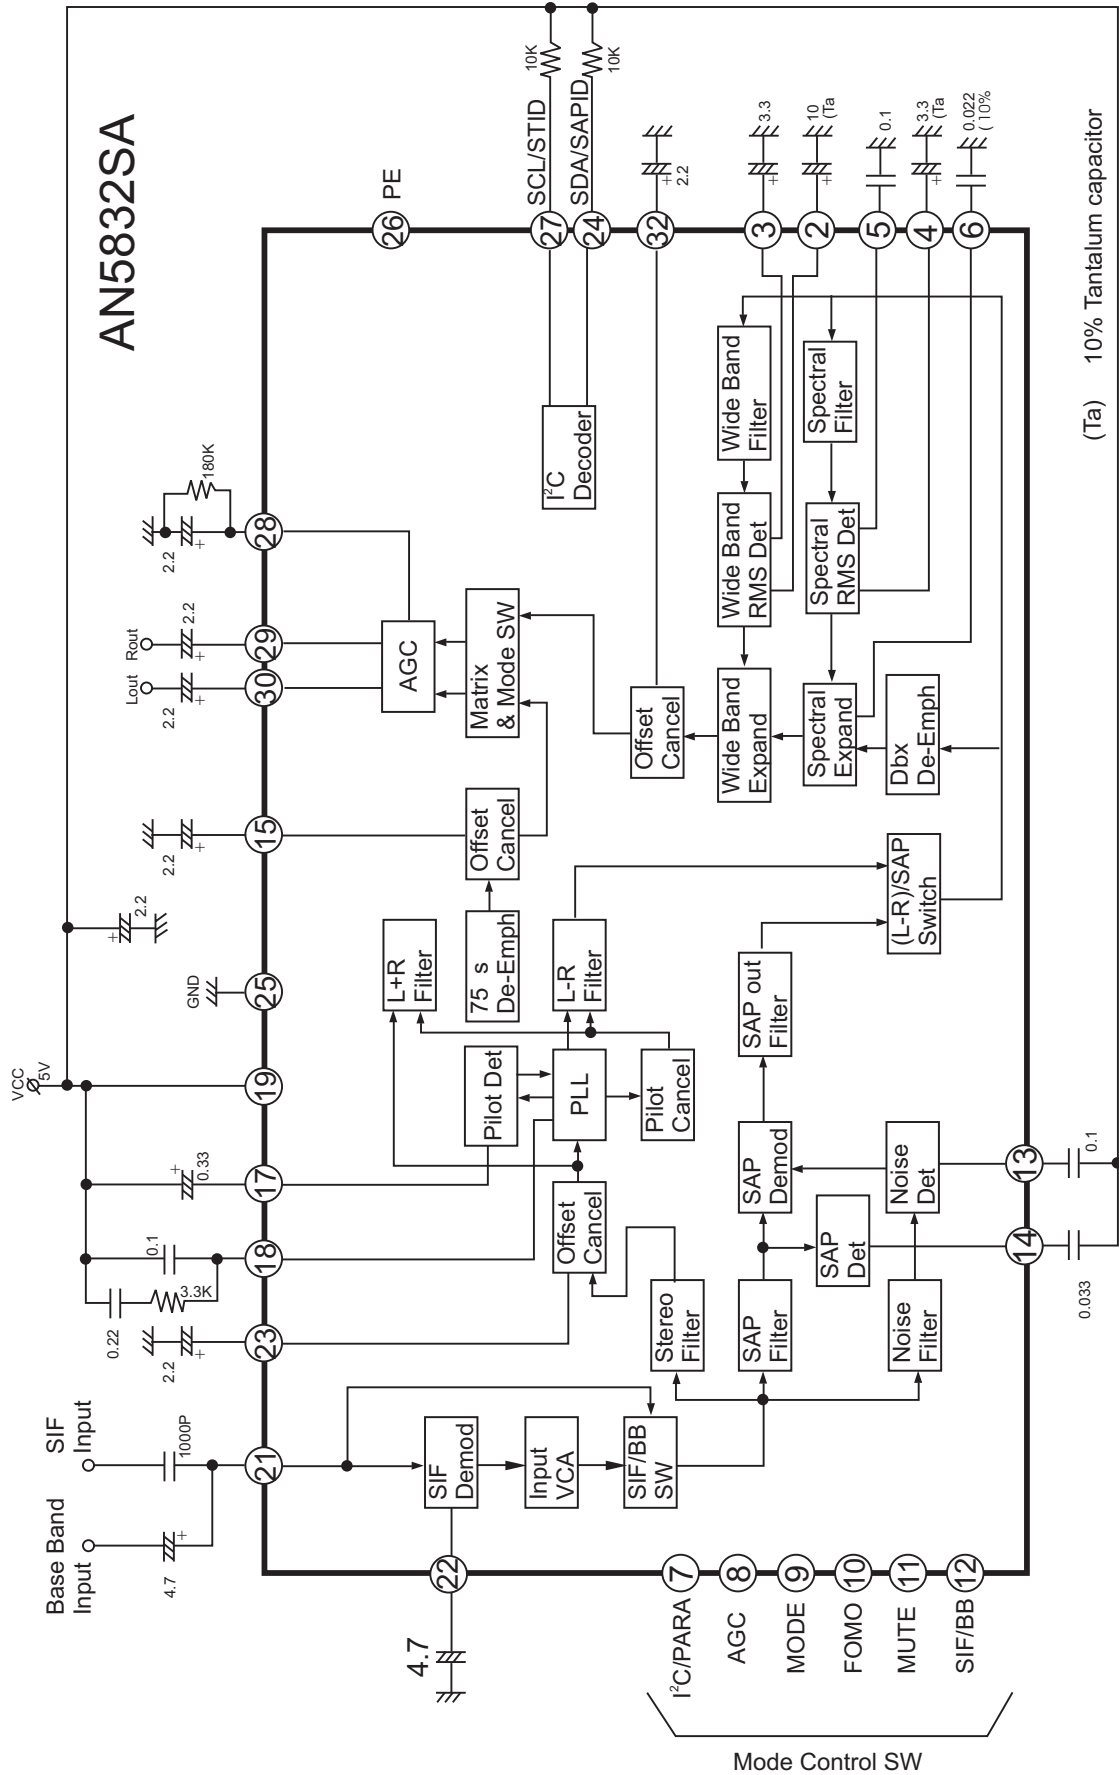 AN5832SA
Base Band
Input
SIF
Input
4.7
+
1000P
2.2
+
0.22
3.3K
0.1
+
0.33
VCC
5V
GND
+
2.2
2.2
+
Lout
Rout
2.2
+
2.2
+
2.2
+
180K
21
23
18
17
19
25
15
30
29
28
4.7
22
SIF
Demod
Input
VCA
SIF/BB
SW
Stereo
Filter
Offset
Cancel
SAP
Filter
Noise
Filter
SAP
Det
SAP
Demod
Noise
Det
Pilot Det
PLL
Pilot
Cancel
L+R
Filter
75 s
De-Emph
L-R
Filter
SAP out
Filter
(L-R)/SAP
Switch
Offset
Cancel
AGC
Matrix
& Mode SW
Offset
Cancel
Wide Band
Expand
Spectral
Expand
Dbx
De-Emph
Wide Band
RMS Det
Spectral
RMS Det
Wide Band
Filter
Spectral
Filter
I²C
Decoder
26
PE
27
SCL/STID
10K
24
SDA/SAPID
10K
32
+
2.2
3
+
3.3
2
+
10
(Ta
5
0.1
4
+
3.3
(Ta
6
0.022
( 10%
7
I²C/PARA
8
AGC
9
MODE
10
FOMO
11
MUTE
12
SIF/BB
Mode Control SW
14
0.033
13
0.1
(Ta) 10% Tantalum capacitor